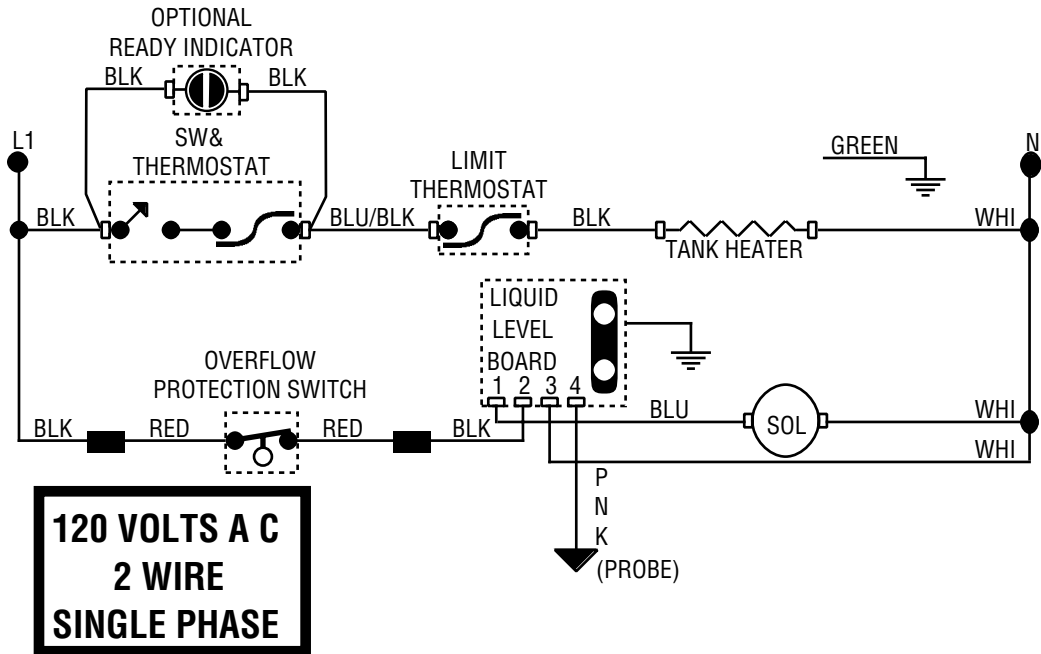 OPTIONAL
READY INDICATOR
BLK
BLK
L1
SW&
THERMOSTAT
LIMIT
THERMOSTAT
GREEN
N
BLK
BLU/BLK
BLK
WHI
TANK HEATER
LIQUID
LEVEL
BOARD
1 2 3 4
OVERFLOW
PROTECTION SWITCH
BLU
SOL
WHI
BLK
RED
RED
BLK
WHI
P
N
K
(PROBE)
120 VOLTS A C
2 WIRE
SINGLE PHASE